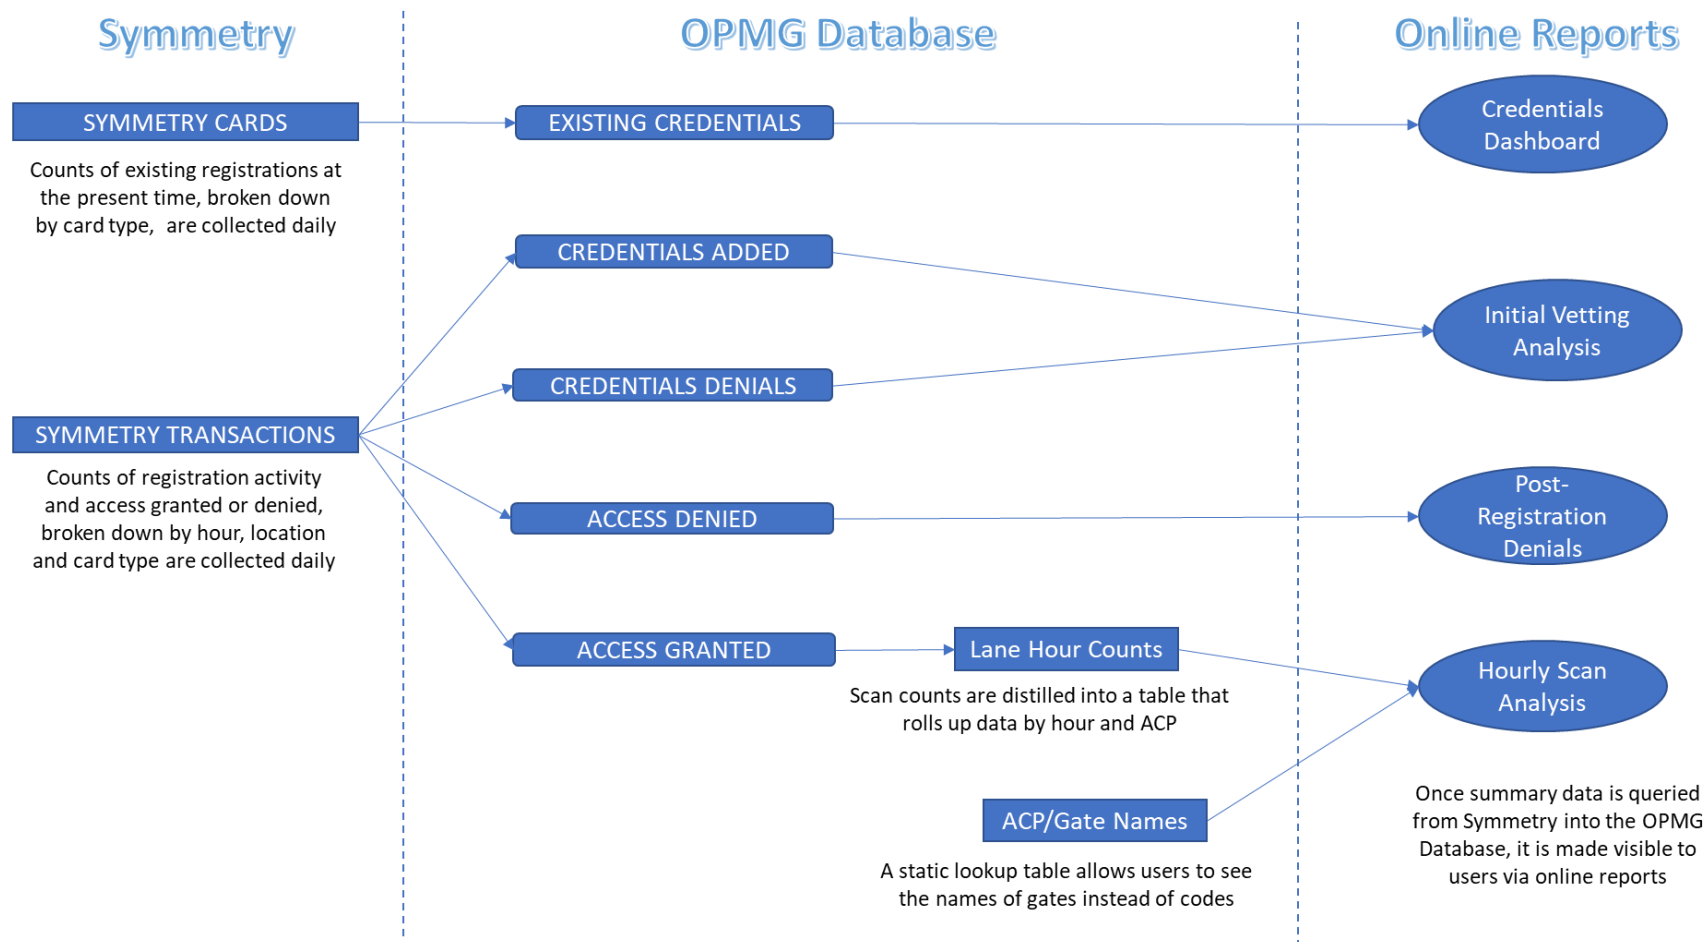 Symmetry
OPMG Database
Online Reports
SYMMETRY CARDS
Counts of existing registrations at
the present time, broken down
by card type, are collected daily
EXISTING CREDENTIALS
Credentials
Dashboard
CREDENTIALS ADDED
CREDENTIALS DENIALS
Initial Vetting
Analysis
SYMMETRY TRANSACTIONS
Counts of registration activity
and access granted or denied,
broken down by hour, location
and card type are collected daily
ACCESS DENIED
Post-
Registration
Denials
ACCESS GRANTED
Lane Hour Counts
Scan counts are distilled into a table that
rolls up data by hour and ACP
Hourly Scan
Analysis
ACP/Gate Names
A static lookup table allows users to see
the names of gates instead of codes
Once summary data is queried
from Symmetry into the OPMG
Database, it is made visible to
users via online reports